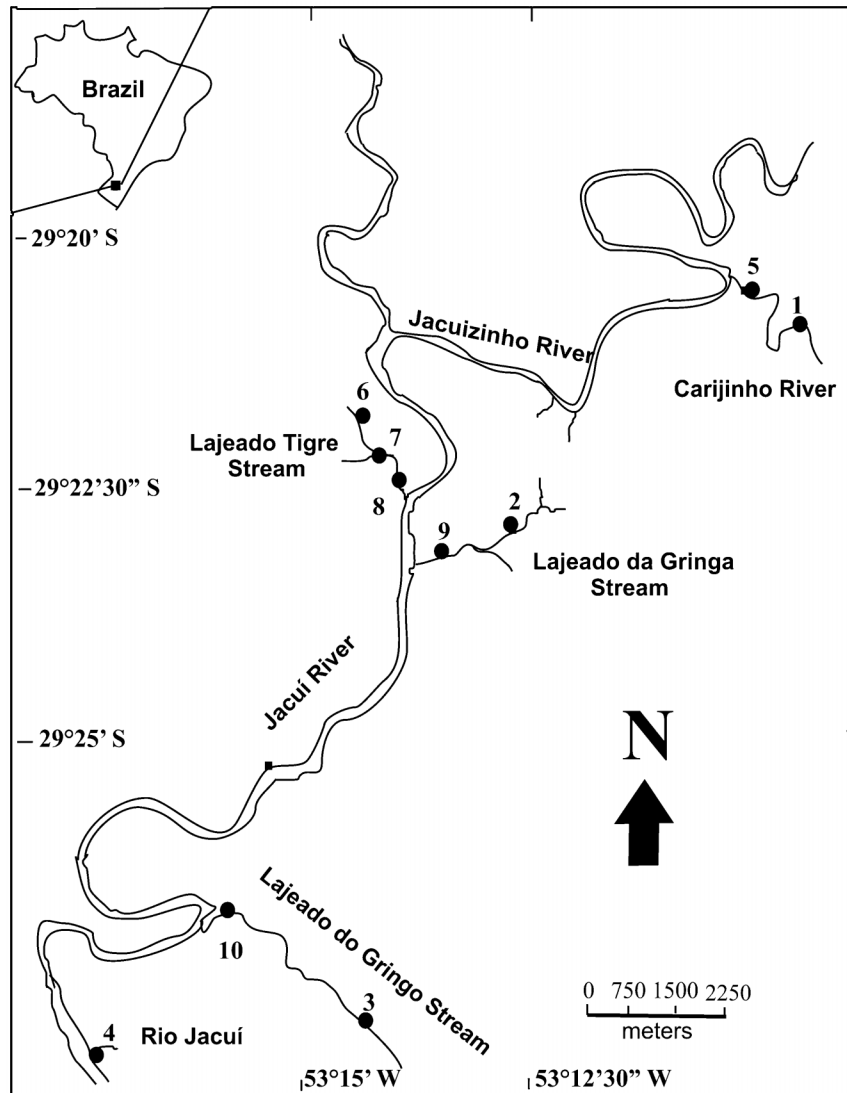 Brazil
29°20’ S
5
1
Jacuizinho River
Carijinho River
6
7
Lajeado Tigre
Stream
8
29°22’30” S
2
9
Lajeado da Gringa
Stream
Jacuí River
29°25’ S
N
Lajeado do Gringo Stream
10
3
4
Rio Jacuí
0 750 1500 2250
meters
53°15’ W
53°12’30” W